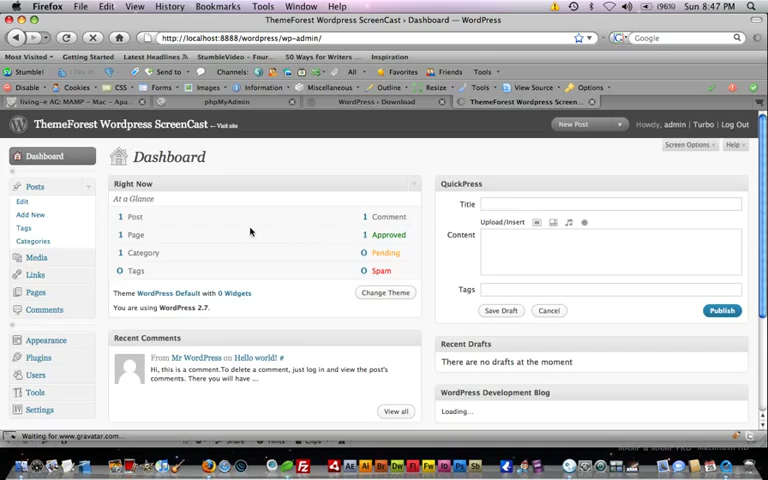 Firefox File Edit View History Bookmarks Tools Window Help (96%) Sun 8:47 PM
ThemeForest Wordpress ScreenCast › Dashboard — WordPress
http://localhost:8888/wordpress/wp-admin/ Google
Most Visited Getting Started Latest Headlines StumbleVideo - Four... 50 Ways for Writers ... Inspiration
Stumble! Send to Channels: All Favorites Friends Tools
Disable Cookies CSS Forms Images Information Miscellaneous Outline Resize Tools View Source Options
living-e AG: MAMP - Mac - Apa... phpMyAdmin WordPress › Download ThemeForest Wordpress Screen...
ThemeForest Wordpress ScreenCast ← Visit site New Post Howdy, admin | Turbo | Log Out
Screen Options Help
Dashboard
Dashboard
Right Now
QuickPress
Posts
At a Glance
Edit
Title
Add New
1 Post 1 Comment
Upload/Insert
Tags
1 Page 1 Approved
Content
Categories
1 Category 0 Pending
Media
0 Tags 0 Spam
Links
Tags
Pages
Theme WordPress Default with 0 Widgets Change Theme
Comments
You are using WordPress 2.7.
Save Draft Cancel Publish
Appearance
Recent Comments
Recent Drafts
Plugins
From Mr WordPress on Hello world! #
There are no drafts at the moment
Users
Hi, this is a comment.To delete a comment, just log in and view the post's
comments. There you will have ...
Tools
WordPress Development Blog
Settings
View all
Loading...
Waiting for www.gravatar.com...